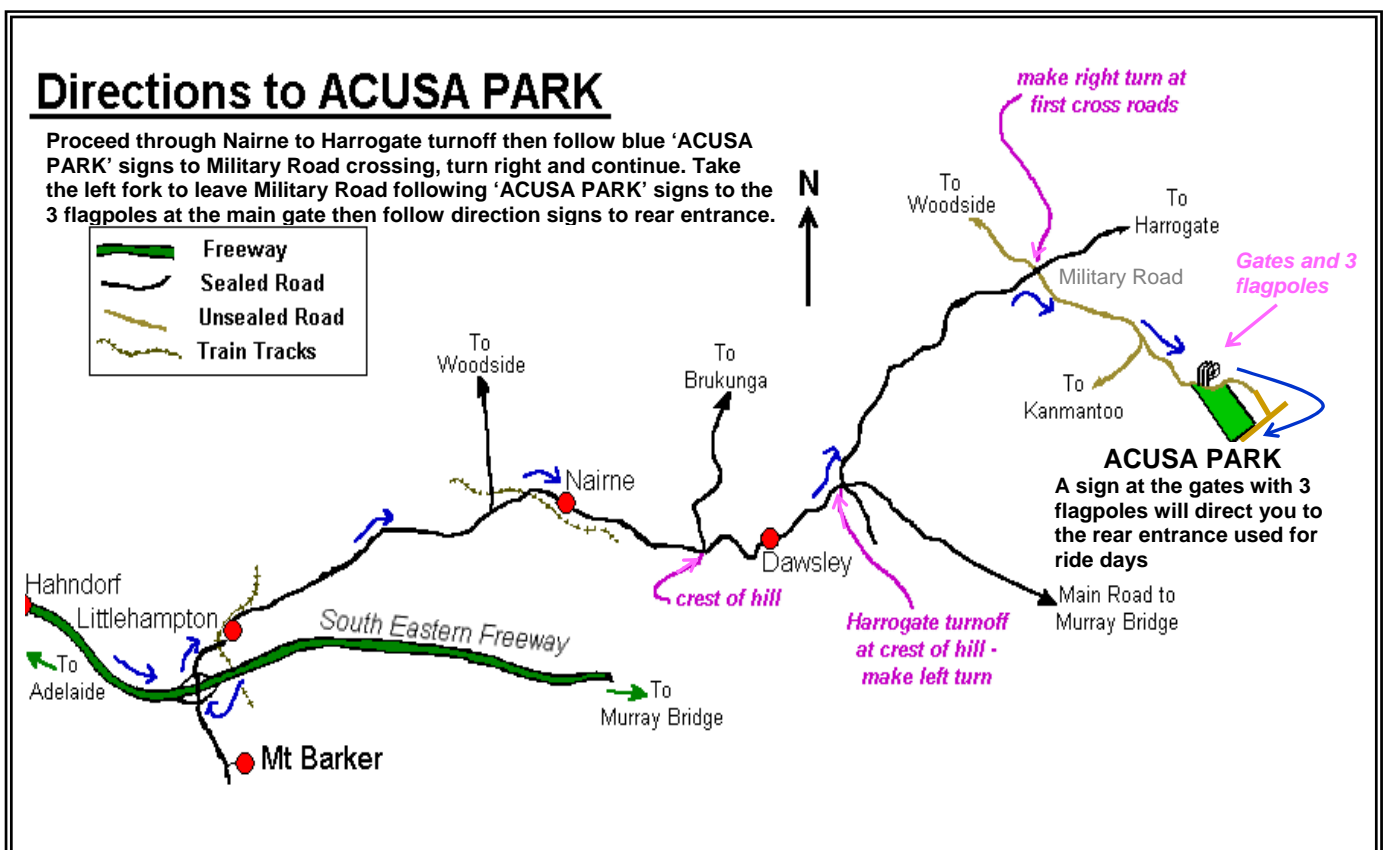 Directions to ACUSA PARK
Proceed through Nairne to Harrogate turnoff then follow blue ‘ACUSA
PARK’ signs to Military Road crossing, turn right and continue. Take
the left fork to leave Military Road following ‘ACUSA PARK’ signs to the
3 flagpoles at the main gate then follow direction signs to rear entrance.
Freeway
Sealed Road
Unsealed Road
Train Tracks
N
make right turn at
first cross roads
To
Woodside
To
Harrogate
Military Road
Gates and 3
flagpoles
To
Kanmantoo
ACUSA PARK
A sign at the gates with 3
flagpoles will direct you to
the rear entrance used for
ride days
To
Woodside
To
Brukunga
Nairne
Dawsley
crest of hill
Harrogate turnoff
at crest of hill -
make left turn
Main Road to
Murray Bridge
Hahndorf
Littlehampton
South Eastern Freeway
To
Adelaide
To
Murray Bridge
Mt Barker